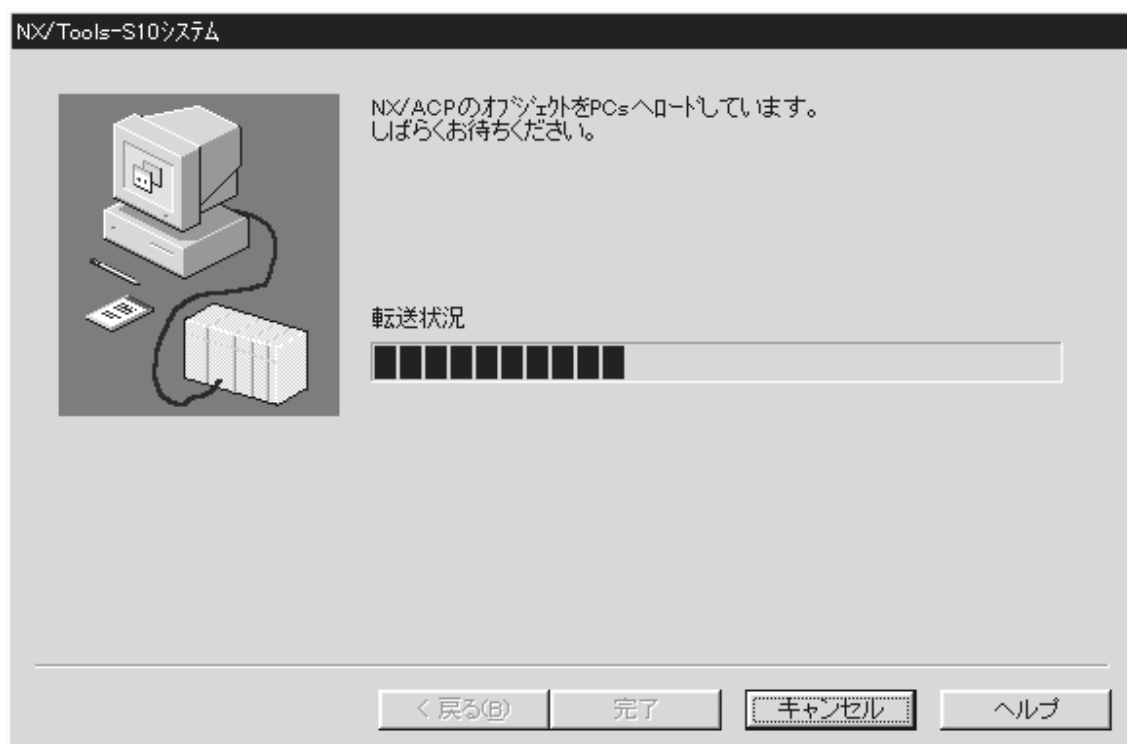 NX/Tools-S10ｼｽﾃﾑ
NX/ACPのｵﾌﾞｼﾞｪｸﾄをPCsへﾛｰﾄﾞしています。
しばらくお待ちください。
転送状況
< 戻る(B)
完了
キャンセル
ヘルプ